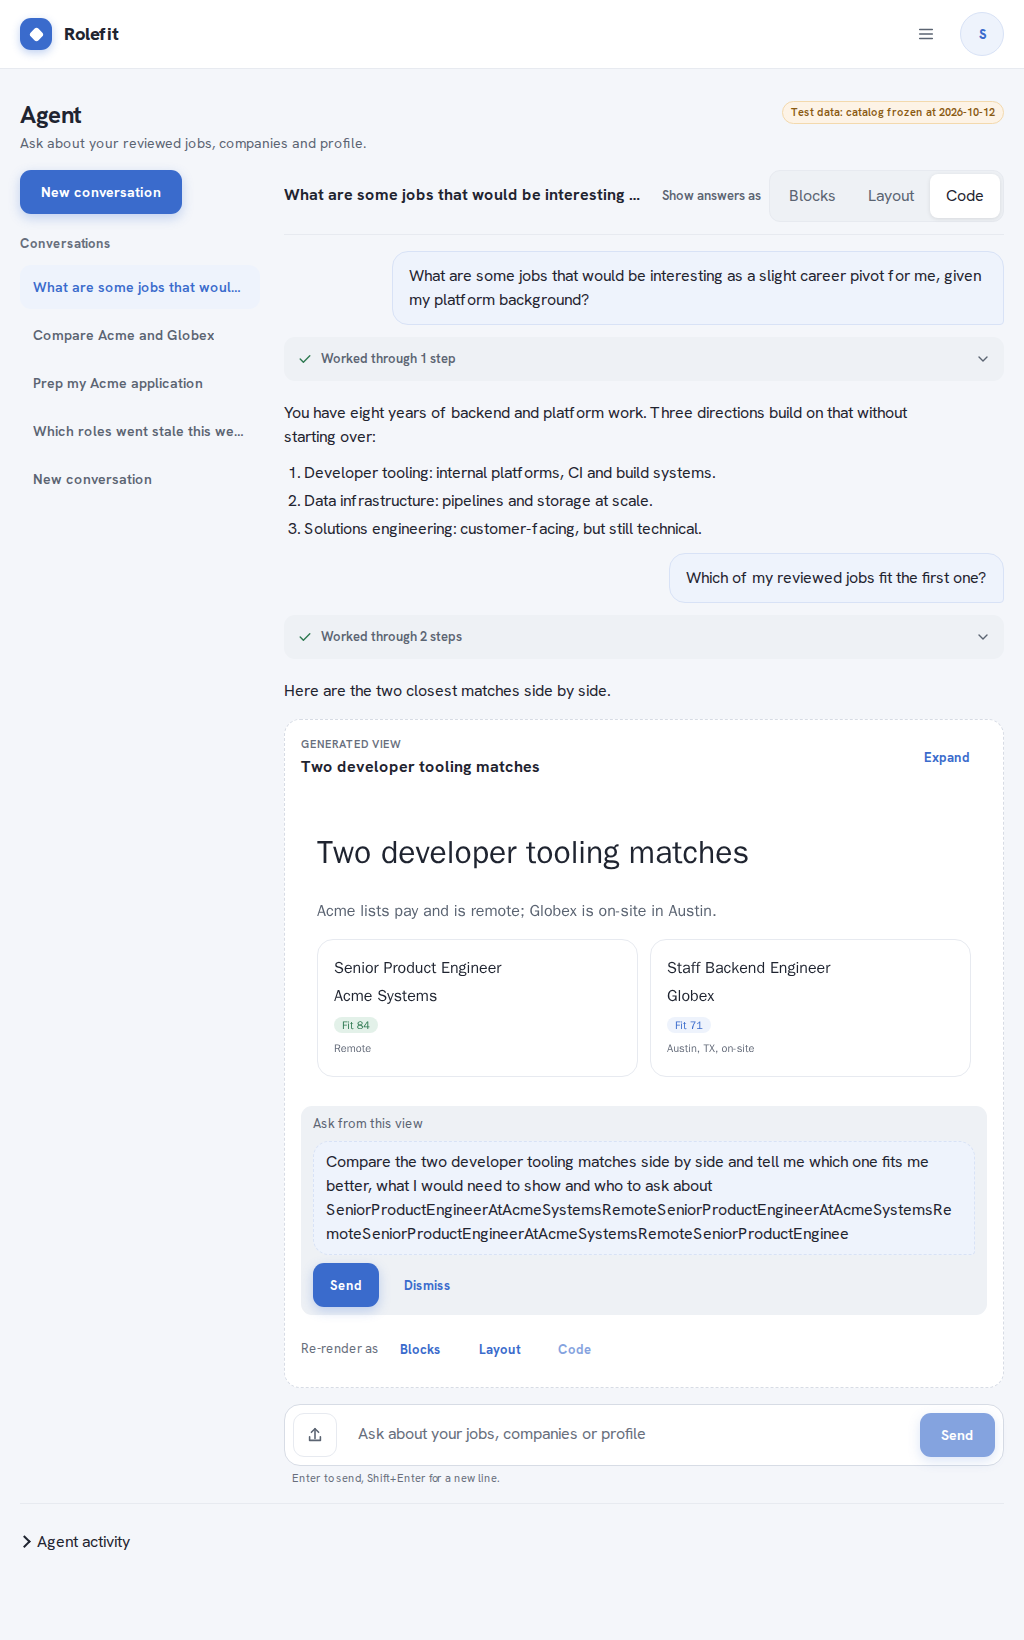 Rolefit
S
Agent
Test data: catalog frozen at 2026-10-12
Ask about your reviewed jobs, companies and profile.
New conversation
What are some jobs that would be interesting ...
Show answers as
Blocks
Layout
Code
Conversations
What are some jobs that woul...
Compare Acme and Globex
Prep my Acme application
Which roles went stale this we...
New conversation
What are some jobs that would be interesting as a slight career pivot for me, given
my platform background?
Worked through 1 step
You have eight years of backend and platform work. Three directions build on that without
starting over:
1. Developer tooling: internal platforms, CI and build systems.
2. Data infrastructure: pipelines and storage at scale.
3. Solutions engineering: customer-facing, but still technical.
Which of my reviewed jobs fit the first one?
Worked through 2 steps
Here are the two closest matches side by side.
GENERATED VIEW
Two developer tooling matches
Expand
Two developer tooling matches
Acme lists pay and is remote; Globex is on-site in Austin.
Senior Product Engineer
Acme Systems
Fit 84
Remote
Staff Backend Engineer
Globex
Fit 71
Austin, TX, on-site
Ask from this view
Compare the two developer tooling matches side by side and tell me which one fits me
better, what I would need to show and who to ask about
SeniorProductEngineerAtAcmeSystemsRemoteSeniorProductEngineerAtAcmeSystemsRe
moteSeniorProductEngineerAtAcmeSystemsRemoteSeniorProductEnginee
Send
Dismiss
Re-render as
Blocks
Layout
Code
Ask about your jobs, companies or profile
Send
Enter to send, Shift+Enter for a new line.
Agent activity